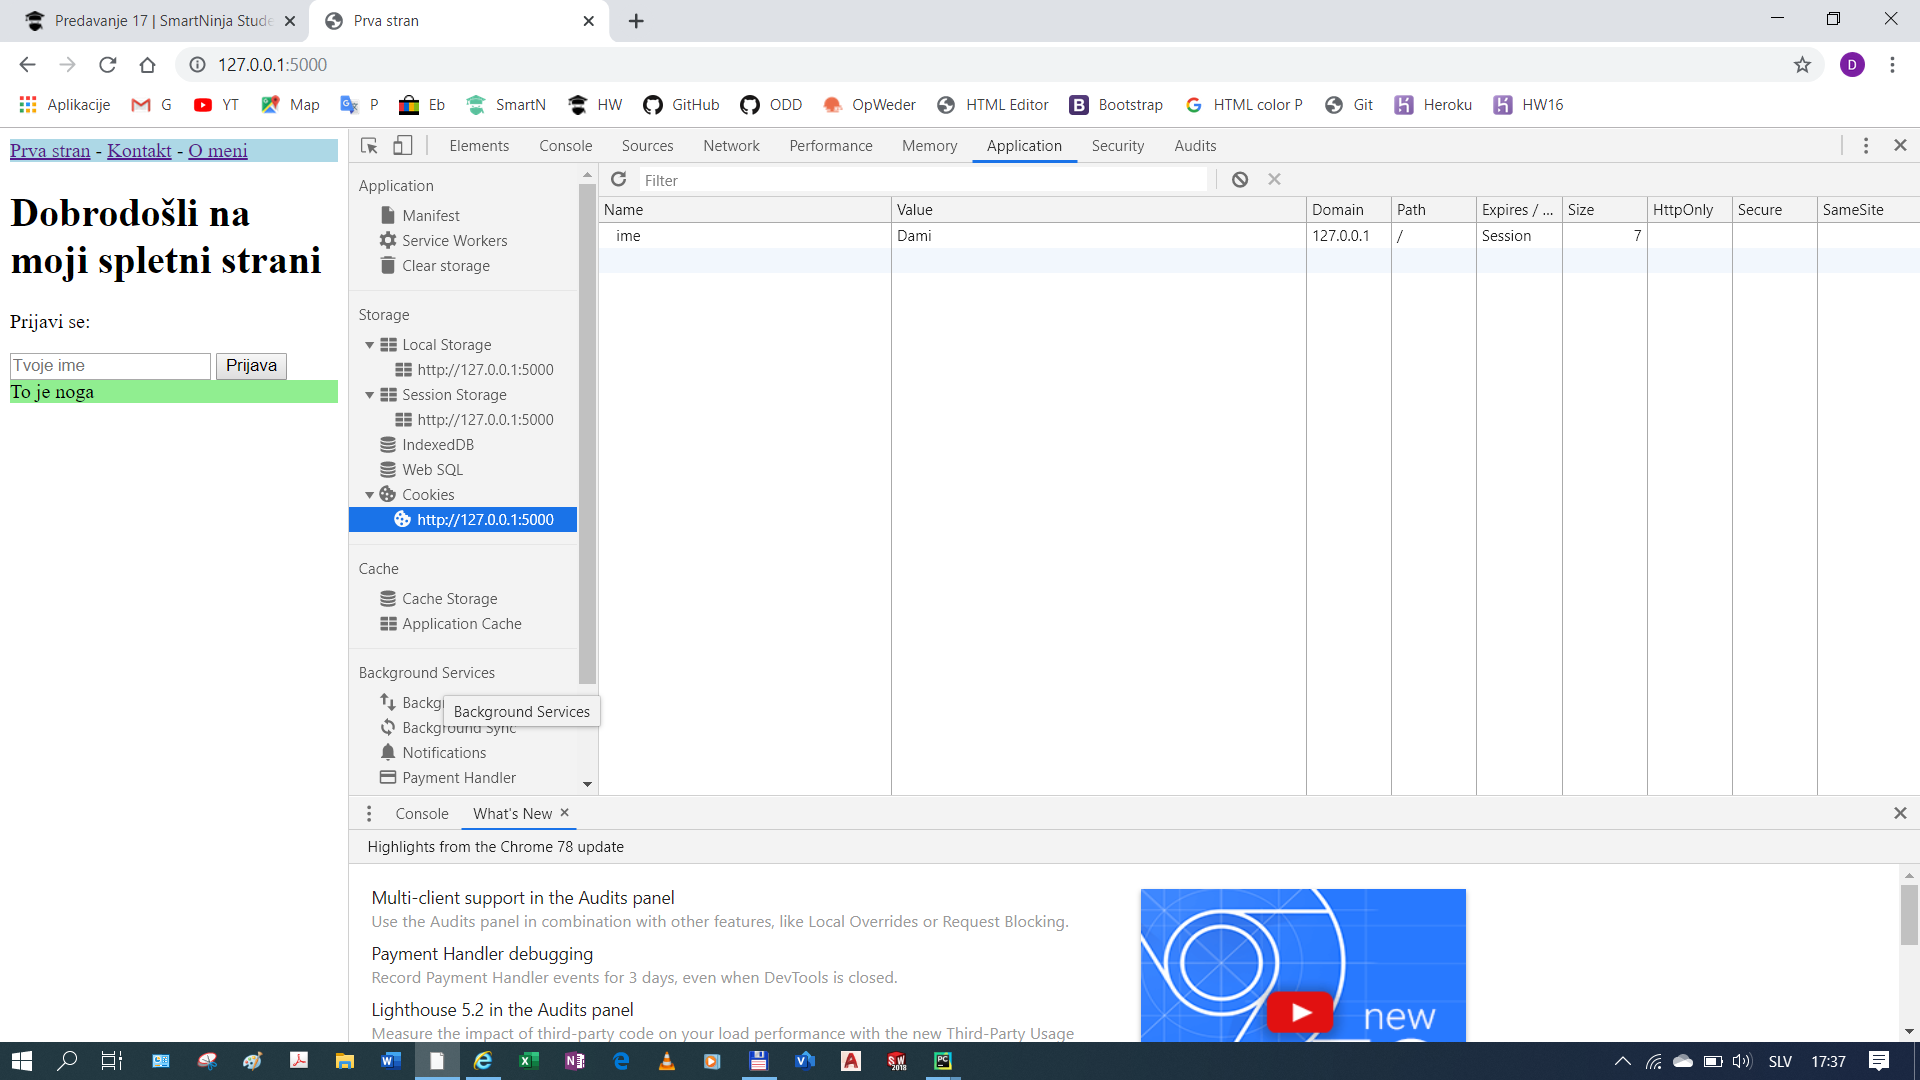 Predavanje 17 | SmartNinja Stude
Prva stran
127.0.0.1:5000
D
Aplikacije G YT Map P Eb SmartN HW GitHub ODD OpWeder HTML Editor Bootstrap HTML color P Git Heroku HW16
Prva stran - Kontakt - O meni
Dobrodošli na
moji spletni strani
Prijavi se:
Tvoje ime
Prijava
To je noga
Elements Console Sources Network Performance Memory Application Security Audits
Application
Manifest
Service Workers
Clear storage
Storage
Local Storage
http://127.0.0.1:5000
Session Storage
http://127.0.0.1:5000
IndexedDB
Web SQL
Cookies
http://127.0.0.1:5000
Cache
Cache Storage
Application Cache
Background Services
Backg
Background Services
Background Sync
Notifications
Payment Handler
Filter
Name Value Domain Path Expires / ... Size HttpOnly Secure SameSite
ime Dami 127.0.0.1 / Session 7
Console What's New
Highlights from the Chrome 78 update
Multi-client support in the Audits panel
Use the Audits panel in combination with other features, like Local Overrides or Request Blocking.
Payment Handler debugging
Record Payment Handler events for 3 days, even when DevTools is closed.
Lighthouse 5.2 in the Audits panel
Measure the impact of third-party code on your load performance with the new Third-Party Usage
new
SLV 17:37